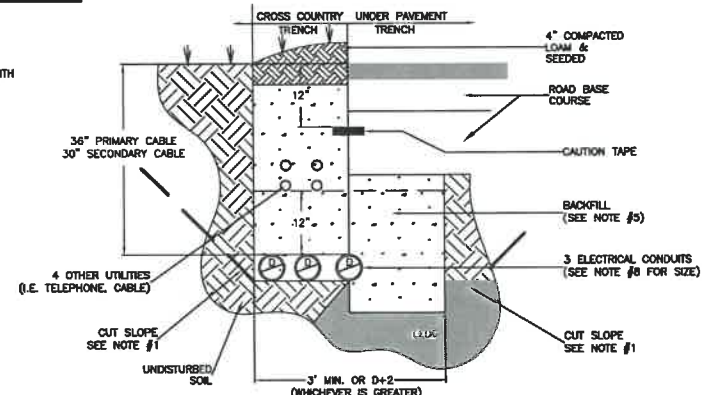 CROSS COUNTRY UNDER PAVEMENT
TRENCH TRENCH
4" COMPACTED
LOAM &
SEEDED
ITH
12"
ROAD BASE
COURSE
36" PRIMARY CABLE
30" SECONDARY CABLE
CAUTION TAPE
12"
BACKFILL
(SEE NOTE #5)
4 OTHER UTILITIES
(I.E. TELEPHONE, CABLE)
D D D
3 ELECTRICAL CONDUITS
(SEE NOTE #8 FOR SIZE)
CUT SLOPE
SEE NOTE #1
CUT SLOPE
SEE NOTE #1
UNDISTURBED
SOIL
3' MIN. OR D+2
(WHICHEVER IS GREATER)